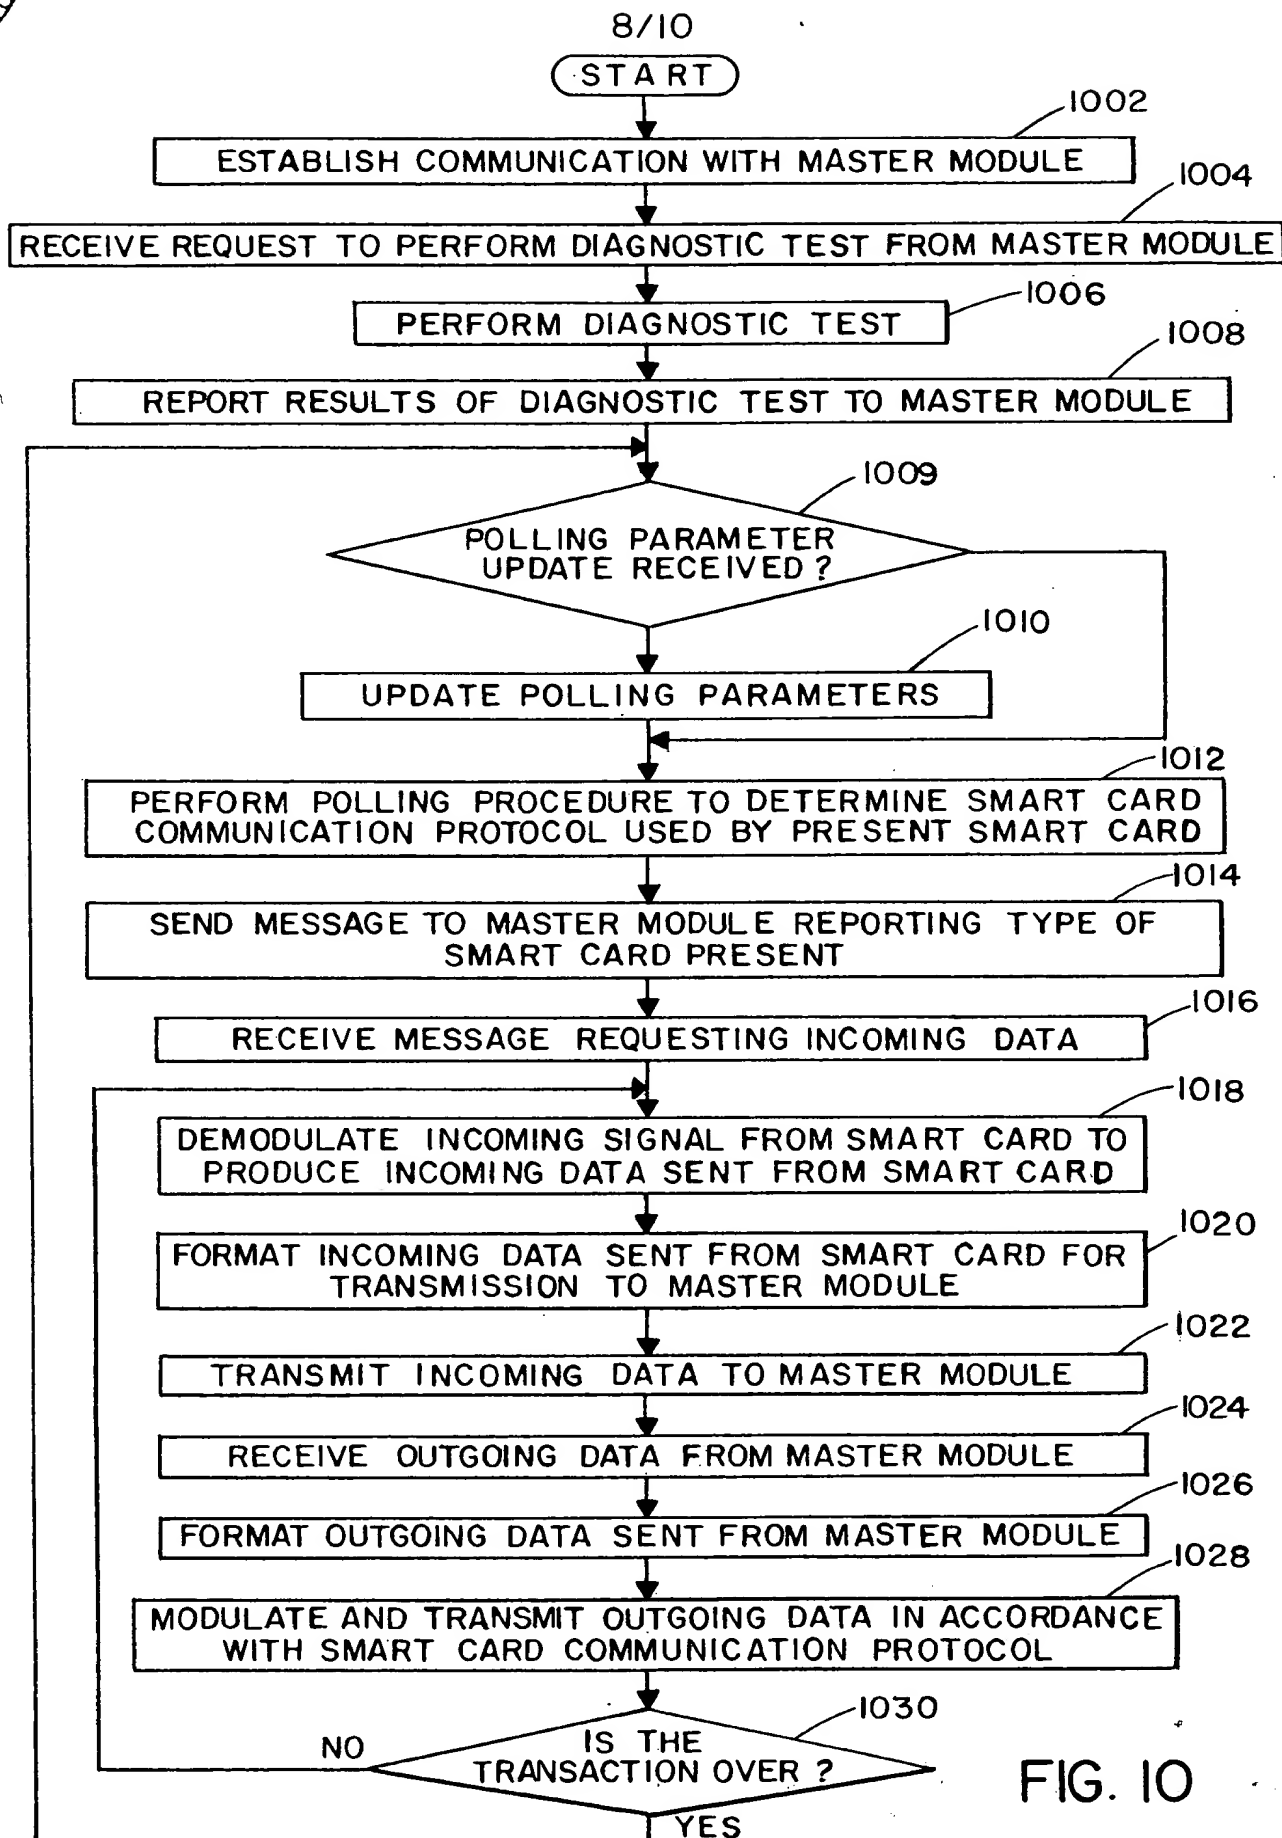 8/10
START
1002
ESTABLISH COMMUNICATION WITH MASTER MODULE
1004
RECEIVE REQUEST TO PERFORM DIAGNOSTIC TEST FROM MASTER MODULE
1006
PERFORM DIAGNOSTIC TEST
1008
REPORT RESULTS OF DIAGNOSTIC TEST TO MASTER MODULE
1009
POLLING PARAMETER
UPDATE RECEIVED ?
1010
UPDATE POLLING PARAMETERS
1012
PERFORM POLLING PROCEDURE TO DETERMINE SMART CARD
COMMUNICATION PROTOCOL USED BY PRESENT SMART CARD
1014
SEND MESSAGE TO MASTER MODULE REPORTING TYPE OF
SMART CARD PRESENT
1016
RECEIVE MESSAGE REQUESTING INCOMING DATA
1018
DEMODULATE INCOMING SIGNAL FROM SMART CARD TO
PRODUCE INCOMING DATA SENT FROM SMART CARD
1020
FORMAT INCOMING DATA SENT FROM SMART CARD FOR
TRANSMISSION TO MASTER MODULE
1022
TRANSMIT INCOMING DATA TO MASTER MODULE
1024
RECEIVE OUTGOING DATA FROM MASTER MODULE
1026
FORMAT OUTGOING DATA SENT FROM MASTER MODULE
1028
MODULATE AND TRANSMIT OUTGOING DATA IN ACCORDANCE
WITH SMART CARD COMMUNICATION PROTOCOL
1030
IS THE
TRANSACTION OVER ?
NO
YES
FIG. 10